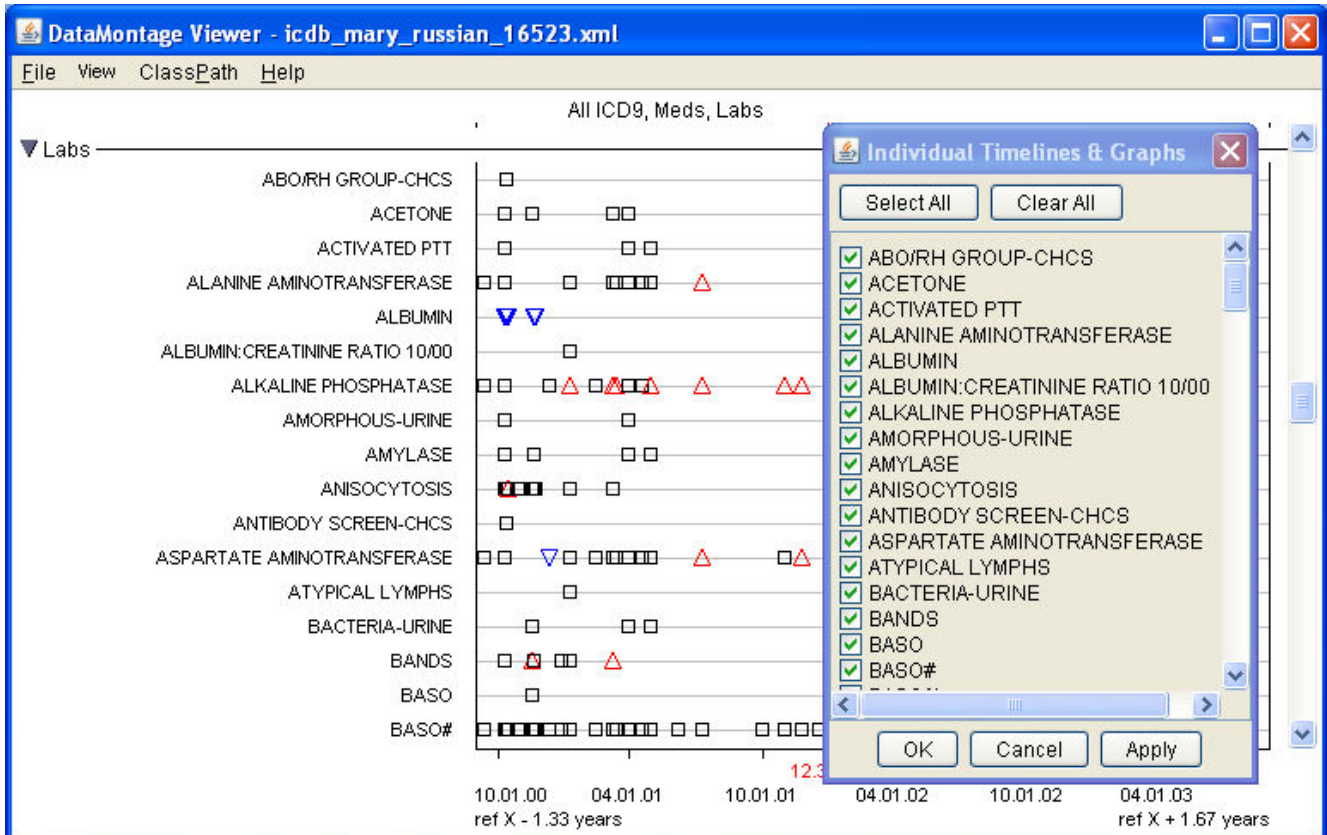 DataMontage Viewer - icdb_mary_russian_16523.xml
File View ClassPath Help
All ICD9, Meds, Labs
Labs
ABO/RH GROUP-CHCS
ACETONE
ACTIVATED PTT
ALANINE AMINOTRANSFERASE
ALBUMIN
ALBUMIN:CREATININE RATIO 10/00
ALKALINE PHOSPHATASE
AMORPHOUS-URINE
AMYLASE
ANISOCYTOSIS
ANTIBODY SCREEN-CHCS
ASPARTATE AMINOTRANSFERASE
ATYPICAL LYMPHS
BACTERIA-URINE
BANDS
BASO
BASO#
12.3
10.01.00 04.01.01 10.01.01 04.01.02 10.01.02 04.01.03
ref X - 1.33 years ref X + 1.67 years
Individual Timelines & Graphs
Select All Clear All
ABO/RH GROUP-CHCS
ACETONE
ACTIVATED PTT
ALANINE AMINOTRANSFERASE
ALBUMIN
ALBUMIN:CREATININE RATIO 10/00
ALKALINE PHOSPHATASE
AMORPHOUS-URINE
AMYLASE
ANISOCYTOSIS
ANTIBODY SCREEN-CHCS
ASPARTATE AMINOTRANSFERASE
ATYPICAL LYMPHS
BACTERIA-URINE
BANDS
BASO
BASO#
OK Cancel Apply